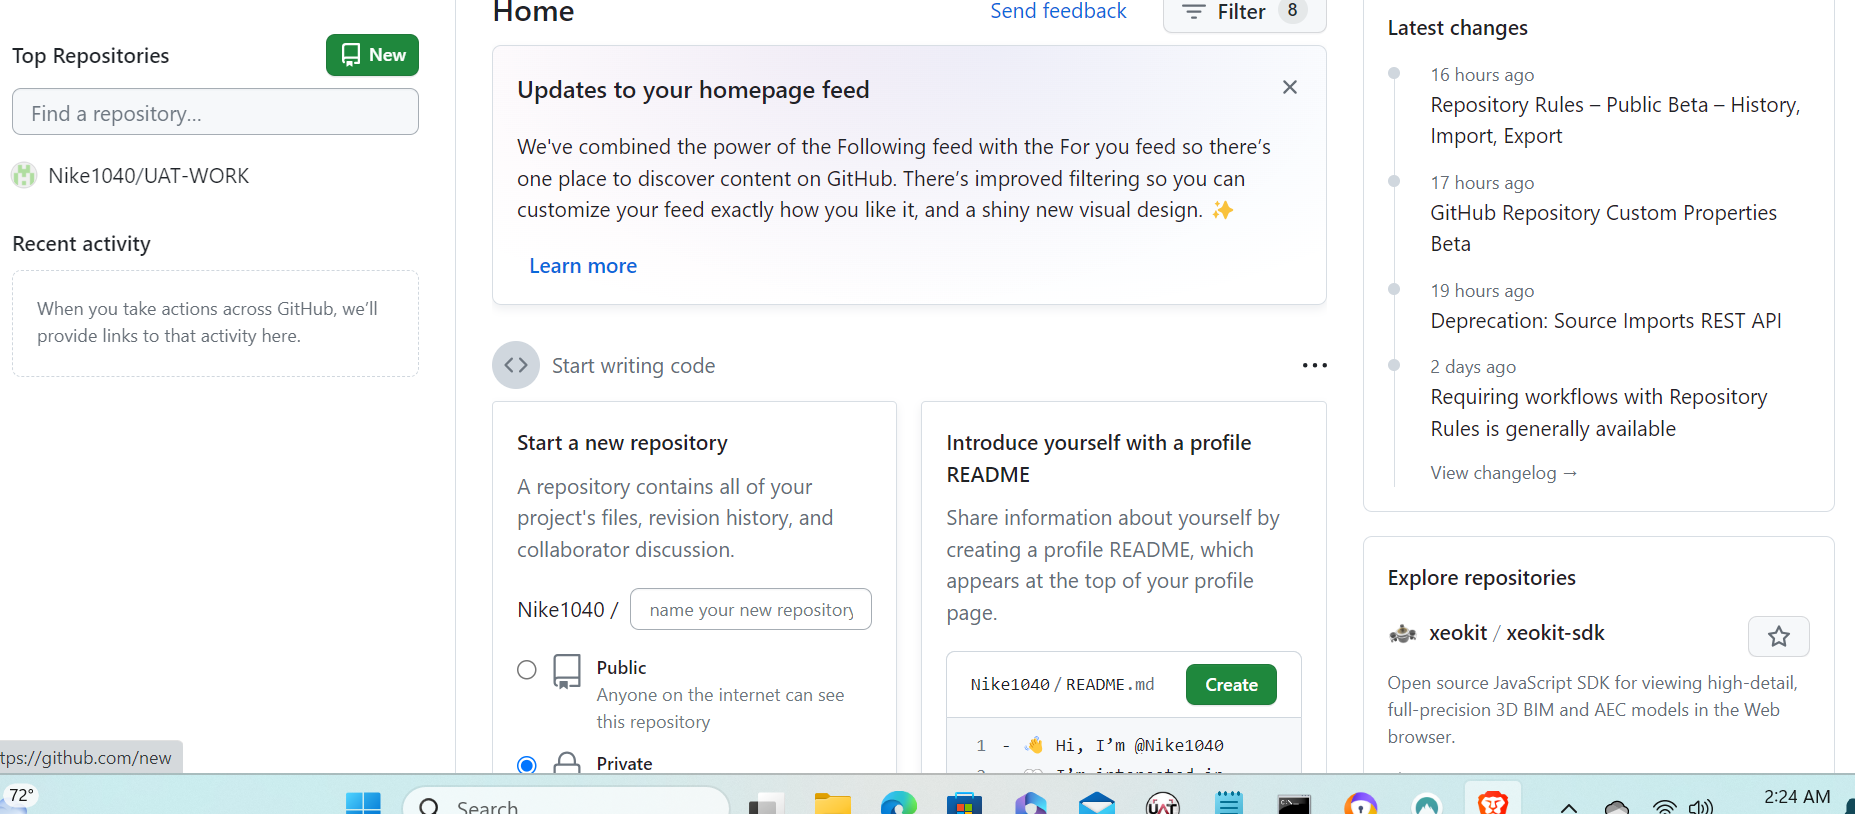 Home
Send feedback
Filter 8
Top Repositories
New
Find a repository...
Nike1040/UAT-WORK
Recent activity
When you take actions across GitHub, we'll
provide links to that activity here.
Updates to your homepage feed
We've combined the power of the Following feed with the For you feed so there's
one place to discover content on GitHub. There's improved filtering so you can
customize your feed exactly how you like it, and a shiny new visual design. ✨
Learn more
Start writing code
Start a new repository
A repository contains all of your
project's files, revision history, and
collaborator discussion.
Nike1040 /
name your new repository
Public
Anyone on the internet can see
this repository
Private
Introduce yourself with a profile
README
Share information about yourself by
creating a profile README, which
appears at the top of your profile
page.
Nike1040 / README.md
Create
1 - 👋 Hi, I'm @Nike1040
I'm interested in
Latest changes
16 hours ago
Repository Rules – Public Beta – History,
Import, Export
17 hours ago
GitHub Repository Custom Properties
Beta
19 hours ago
Deprecation: Source Imports REST API
2 days ago
Requiring workflows with Repository
Rules is generally available
View changelog →
Explore repositories
xeokit / xeokit-sdk
Open source JavaScript SDK for viewing high-detail,
full-precision 3D BIM and AEC models in the Web
browser.
tps://github.com/new
72°
Search
UAT
2:24 AM